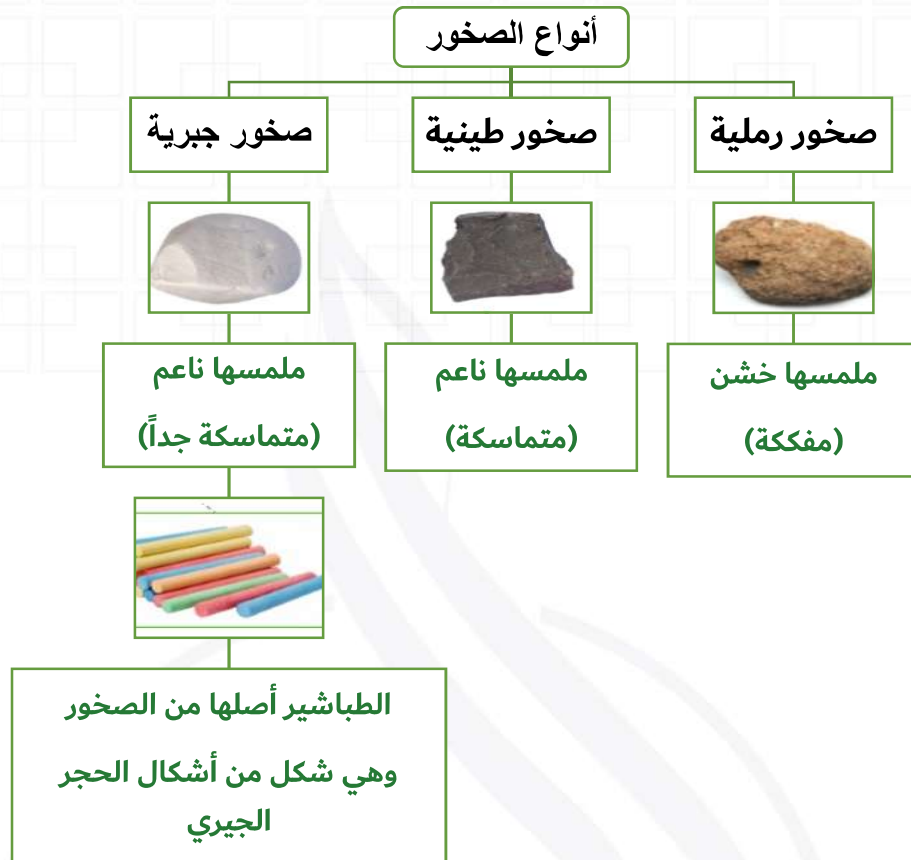 أنواع الصخور
صخور رملية
صخور طينية
صخور جبرية
ملمسها خشن
(مفككة)
ملمسها ناعم
(متماسكة)
ملمسها ناعم
(متماسكة جداً)
الطباشير أصلها من الصخور
وهي شكل من أشكال الحجر
الجيري